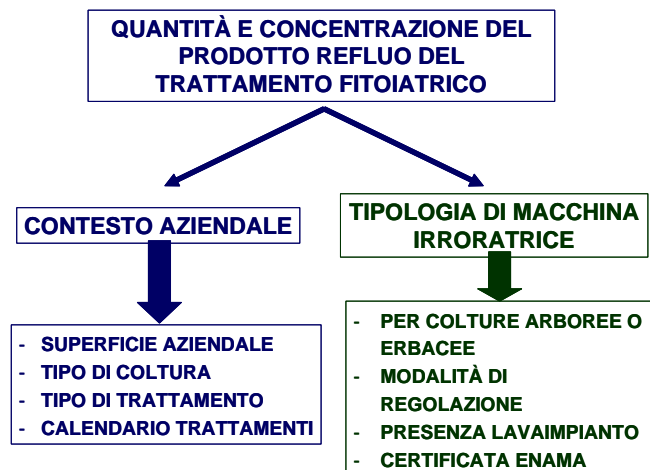 QUANTITÀ E CONCENTRAZIONE DEL
PRODOTTO REFLUO DEL
TRATTAMENTO FITOIATRICO
CONTESTO AZIENDALE
- SUPERFICIE AZIENDALE
- TIPO DI COLTURA
- TIPO DI TRATTAMENTO
- CALENDARIO TRATTAMENTI
TIPOLOGIA DI MACCHINA
IRRORATRICE
- PER COLTURE ARBOREE O
ERBACEE
- MODALITÀ DI
REGOLAZIONE
- PRESENZA LAVAIMPIANTO
- CERTIFICATA ENAMA